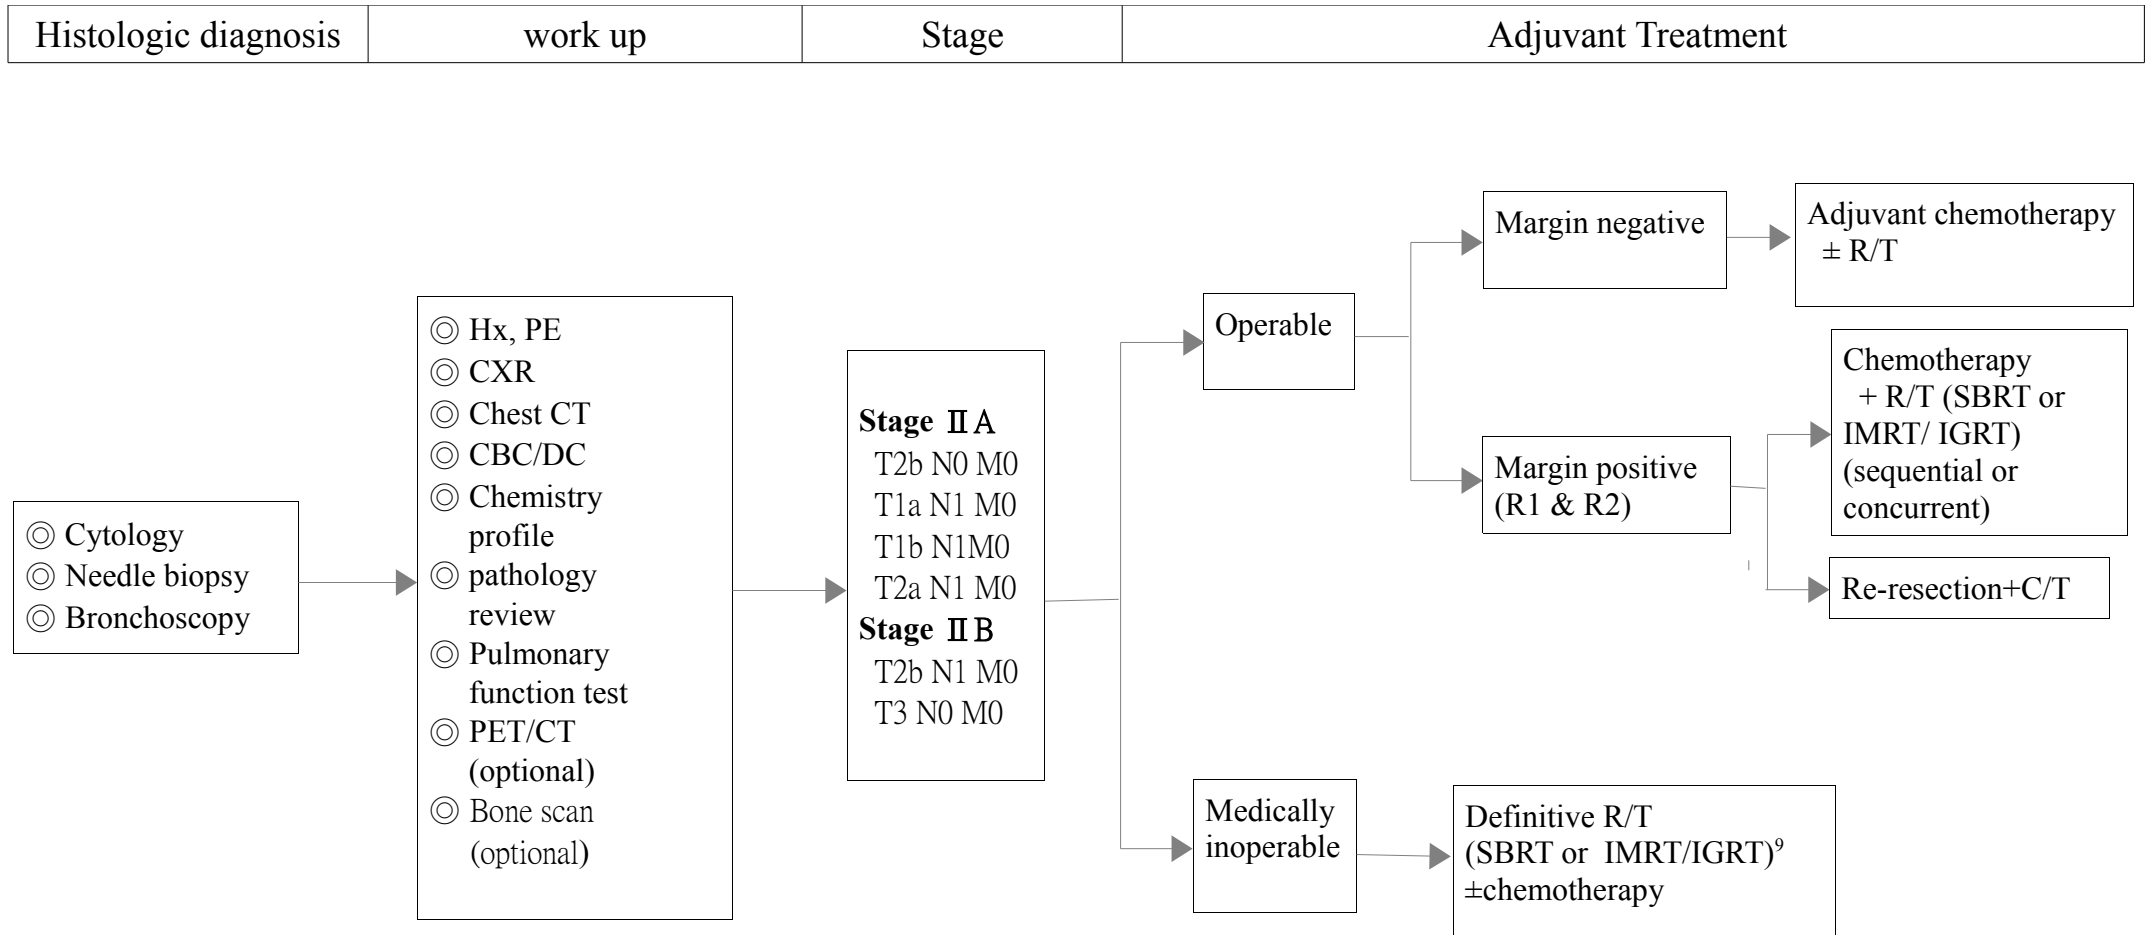 Histologic diagnosis
work up
Stage
Adjuvant Treatment
◎ Cytology
◎ Needle biopsy
◎ Bronchoscopy
◎ Hx, PE
◎ CXR
◎ Chest CT
◎ CBC/DC
◎ Chemistry
profile
◎ pathology
review
◎ Pulmonary
function test
◎ PET/CT
(optional)
◎ Bone scan
(optional)
Stage ⅡA
T2b N0 M0
T1a N1 M0
T1b N1M0
T2a N1 M0
Stage ⅡB
T2b N1 M0
T3 N0 M0
Operable
Margin negative
Adjuvant chemotherapy
± R/T
Margin positive
(R1 & R2)
Chemotherapy
+ R/T (SBRT or
IMRT/ IGRT)
(sequential or
concurrent)
Re-resection+C/T
Medically
inoperable
Definitive R/T
(SBRT or IMRT/IGRT)⁹
±chemotherapy